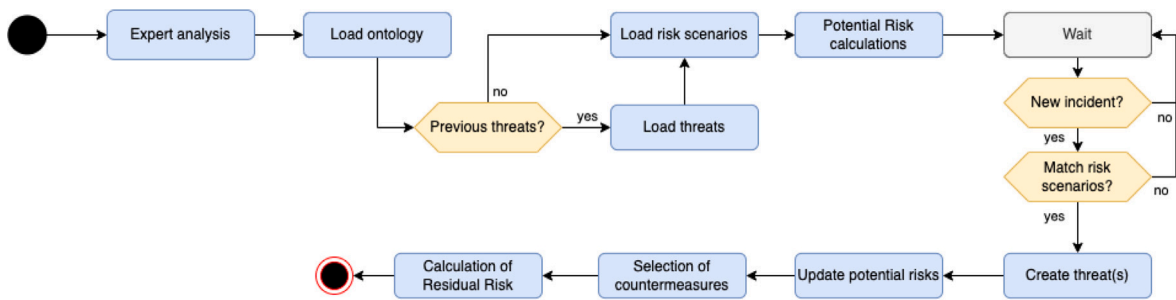 Expert analysis
Load ontology
Load risk scenarios
Potential Risk
calculations
Wait
no
New incident?
no
Previous threats?
yes
Load threats
yes
Match risk
scenarios?
no
yes
Calculation of
Residual Risk
Selection of
countermeasures
Update potential risks
Create threat(s)